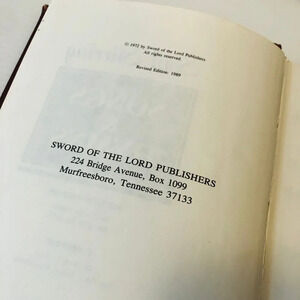 © 1972 by Sword of the Lord Publishers
All rights reserved
Revised Edition: 1989
SWORD OF THE LORD PUBLISHERS
224 Bridge Avenue, Box 1099
Murfreesboro, Tennessee 37133